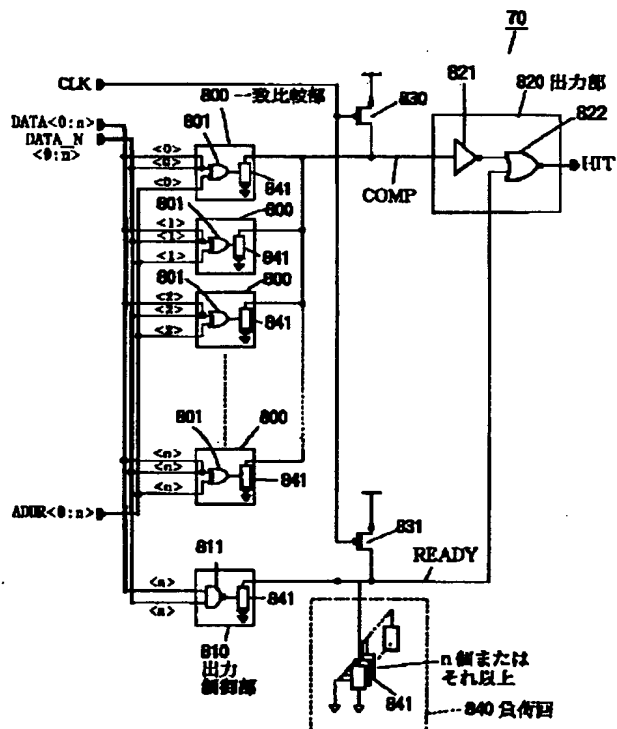 70
CLK
800 一致比較部
801
830
821
820 出力部
822
DATA<0:n>
DATA_N
<0:n>
<0>
<0>
<0>
841
COMP
HIT
801
800
<1>
<1>
<1>
841
801
800
<2>
<2>
<2>
841
801
800
<n>
<n>
<n>
841
ADDR<0:n>
831
READY
811
<n>
<n>
841
810
出力
制御部
n個または
それ以上
841
840 負荷回